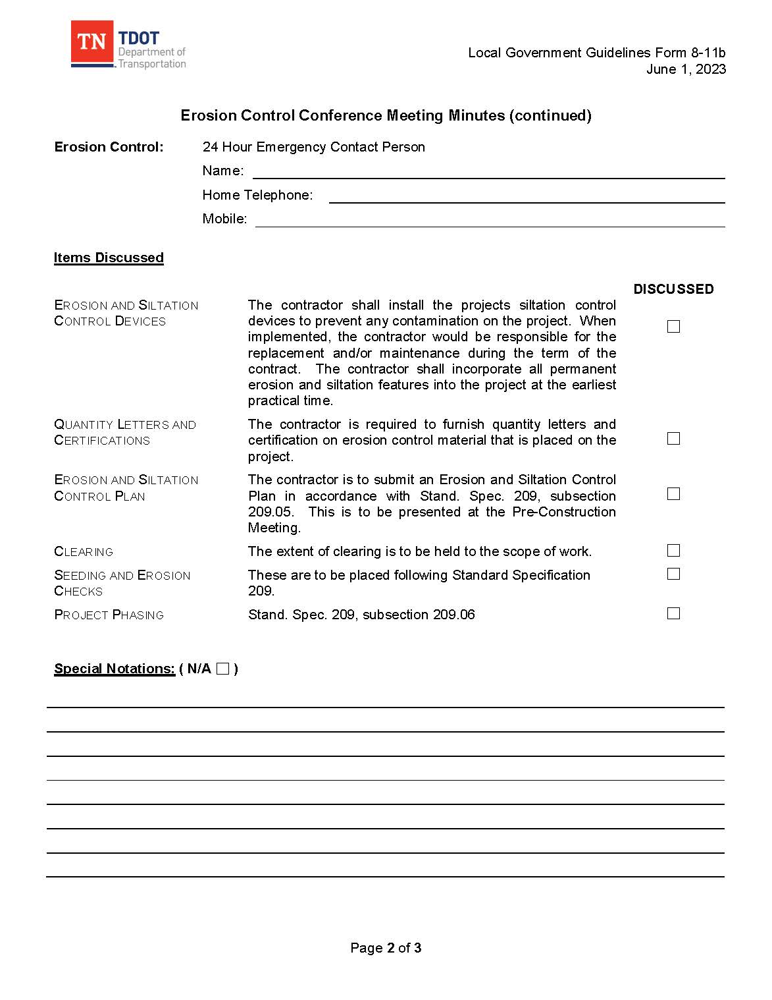 TN TDOT
Department of
Transportation
Local Government Guidelines Form 8-11b
June 1, 2023
Erosion Control Conference Meeting Minutes (continued)
Erosion Control: 24 Hour Emergency Contact Person
Name:
Home Telephone:
Mobile:
Items Discussed
DISCUSSED
EROSION AND SILTATION The contractor shall install the projects siltation control
CONTROL DEVICES devices to prevent any contamination on the project. When ☐
implemented, the contractor would be responsible for the
replacement and/or maintenance during the term of the
contract. The contractor shall incorporate all permanent
erosion and siltation features into the project at the earliest
practical time.
QUANTITY LETTERS AND The contractor is required to furnish quantity letters and
CERTIFICATIONS certification on erosion control material that is placed on the ☐
project.
EROSION AND SILTATION The contractor is to submit an Erosion and Siltation Control
CONTROL PLAN Plan in accordance with Stand. Spec. 209, subsection ☐
209.05. This is to be presented at the Pre-Construction
Meeting.
CLEARING The extent of clearing is to be held to the scope of work. ☐
SEEDING AND EROSION These are to be placed following Standard Specification ☐
CHECKS 209.
PROJECT PHASING Stand. Spec. 209, subsection 209.06 ☐
Special Notations: ( N/A ☐ )
Page 2 of 3